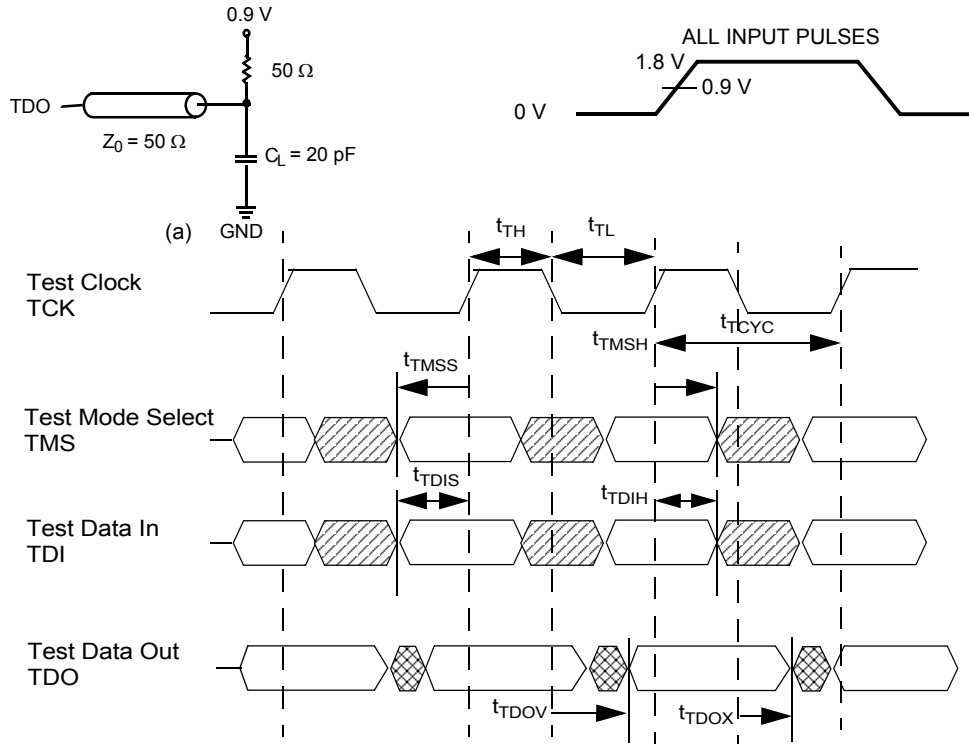 0.9 V
50 Ω
TDO
Z0 = 50 Ω
CL = 20 pF
(a)
GND
ALL INPUT PULSES
1.8 V
0.9 V
0 V
tTH
tTL
Test Clock
TCK
tTMSH
tTCYC
tTMSS
Test Mode Select
TMS
tTDIS
tTDIH
Test Data In
TDI
Test Data Out
TDO
tTDOV
tTDOX